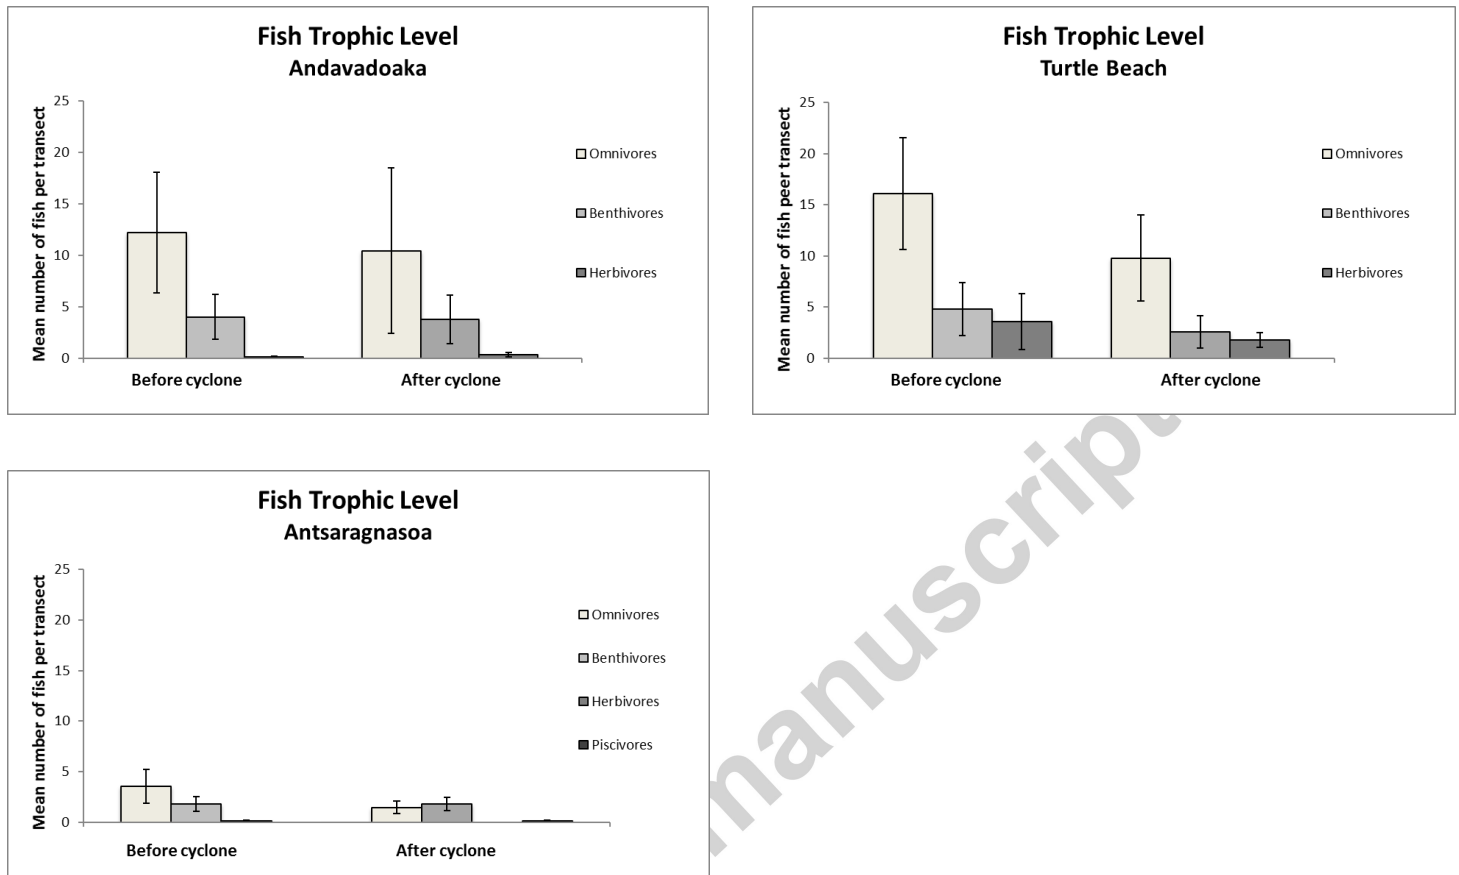 Fish Trophic Level
Andavadoaka
Mean number of fish per transect
25
20
15
10
5
0
Before cyclone
After cyclone
Omnivores
Benthivores
Herbivores
Fish Trophic Level
Turtle Beach
Mean number of fish peer transect
25
20
15
10
5
0
Before cyclone
After cyclone
Omnivores
Benthivores
Herbivores
Fish Trophic Level
Antsaragnasoa
Mean number of fish per transect
25
20
15
10
5
0
Before cyclone
After cyclone
Omnivores
Benthivores
Herbivores
Piscivores
manuscript